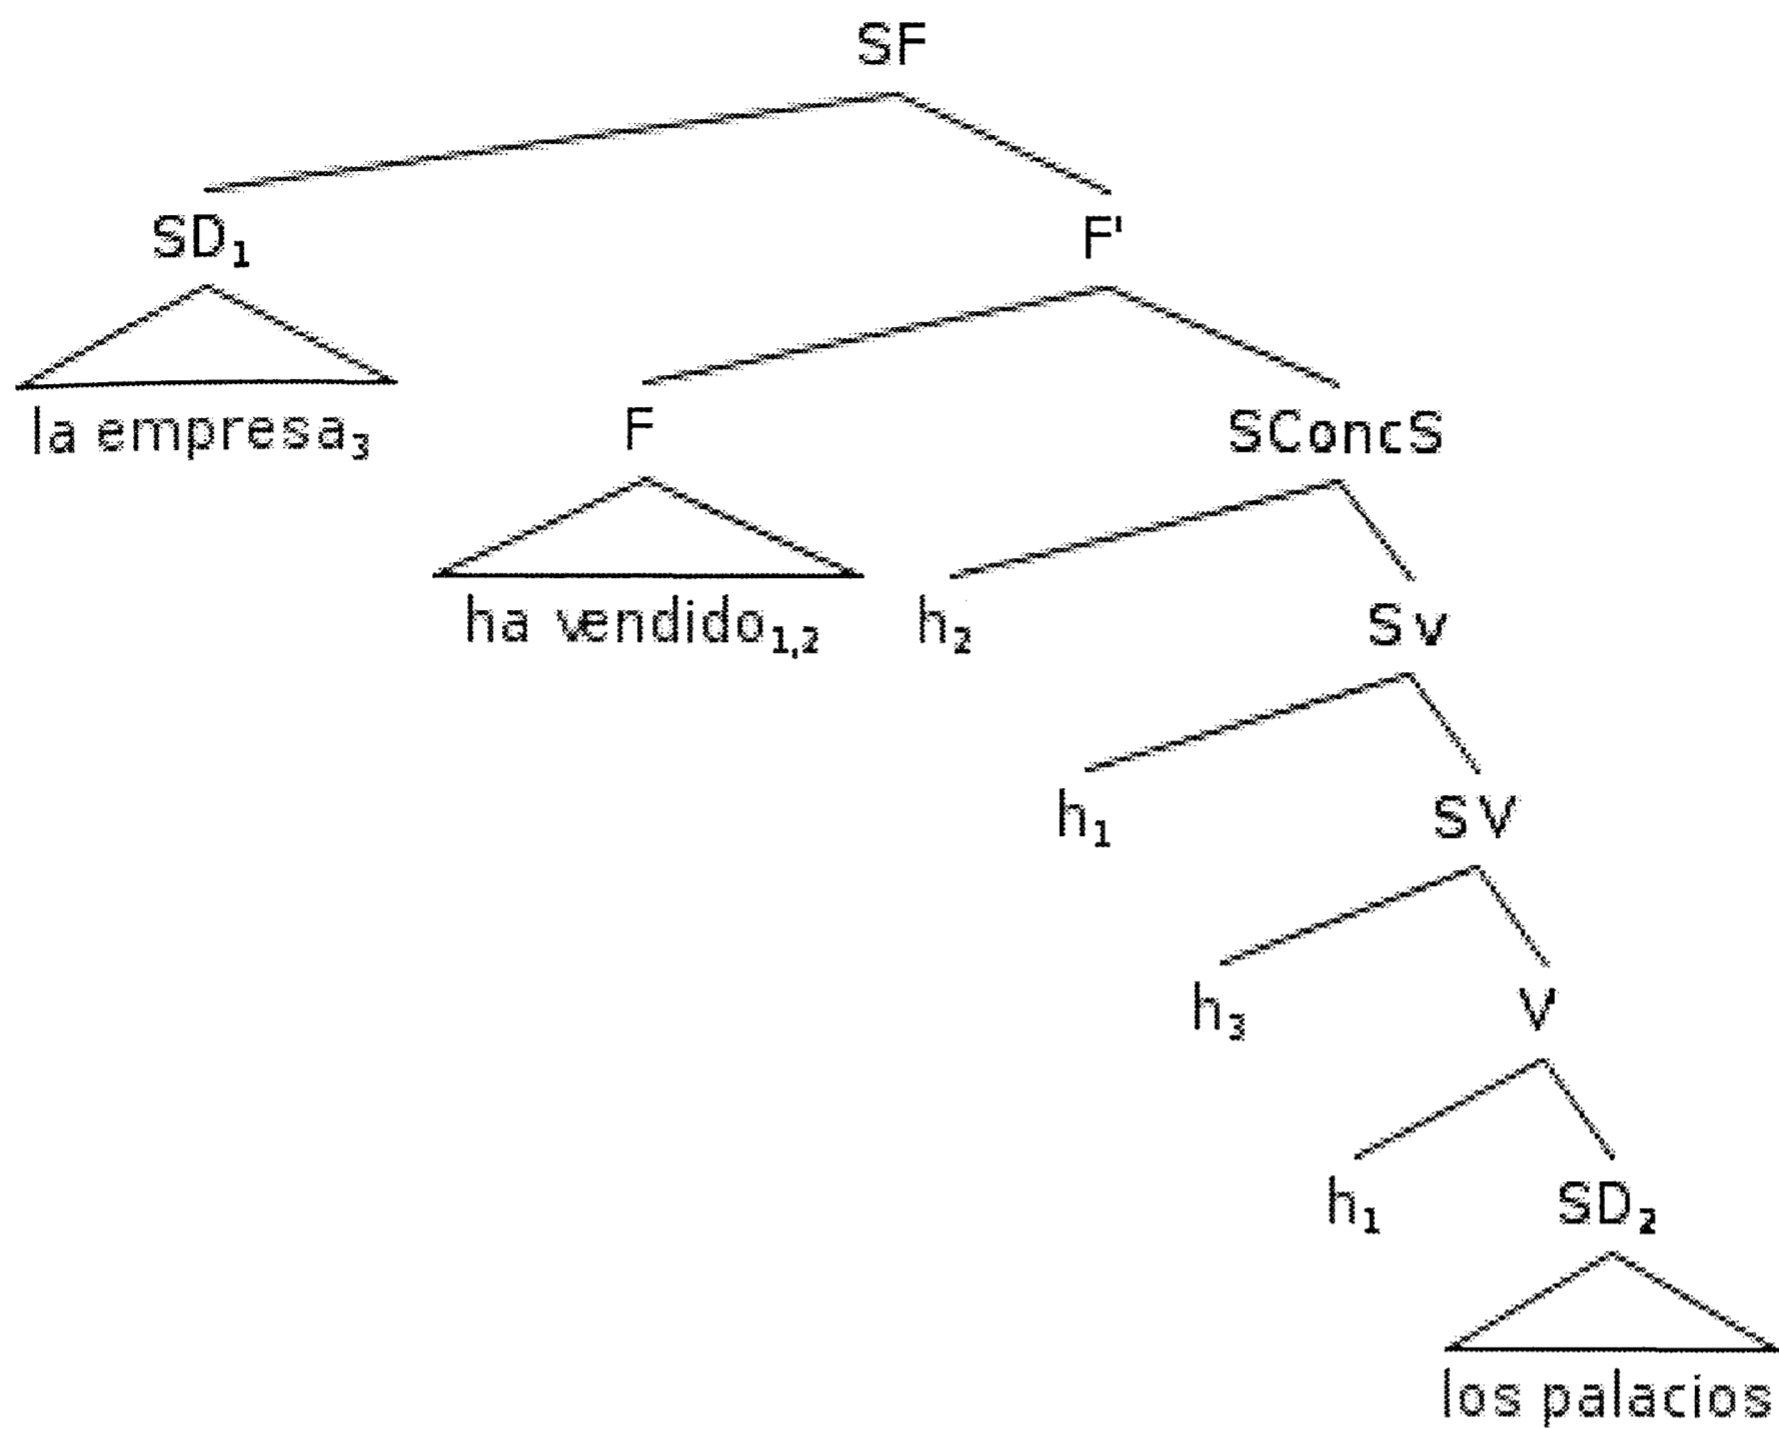 SF
SD₁ F'
la empresa₃ F SConcS
ha vendido₁,₂ h₂ Sv
h₁ SV
h₃ V
h₁ SD₂
los palacios